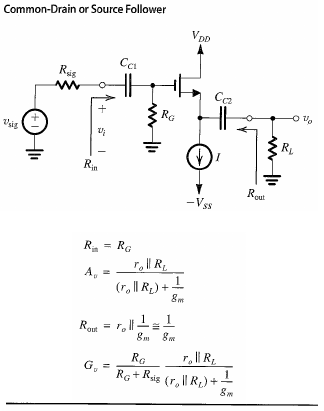 Common-Drain or Source Follower
V_DD
R_sig
C_C1
C_C2
v_sig
+
−
+
v_i
−
R_G
R_in
I
v_o
R_L
R_out
−V_SS
R_in = R_G
A_v = (r_o || R_L) / ((r_o || R_L) + 1/g_m)
R_out = r_o || 1/g_m ≅ 1/g_m
G_v = R_G / (R_G + R_sig) (r_o || R_L) / ((r_o || R_L) + 1/g_m)